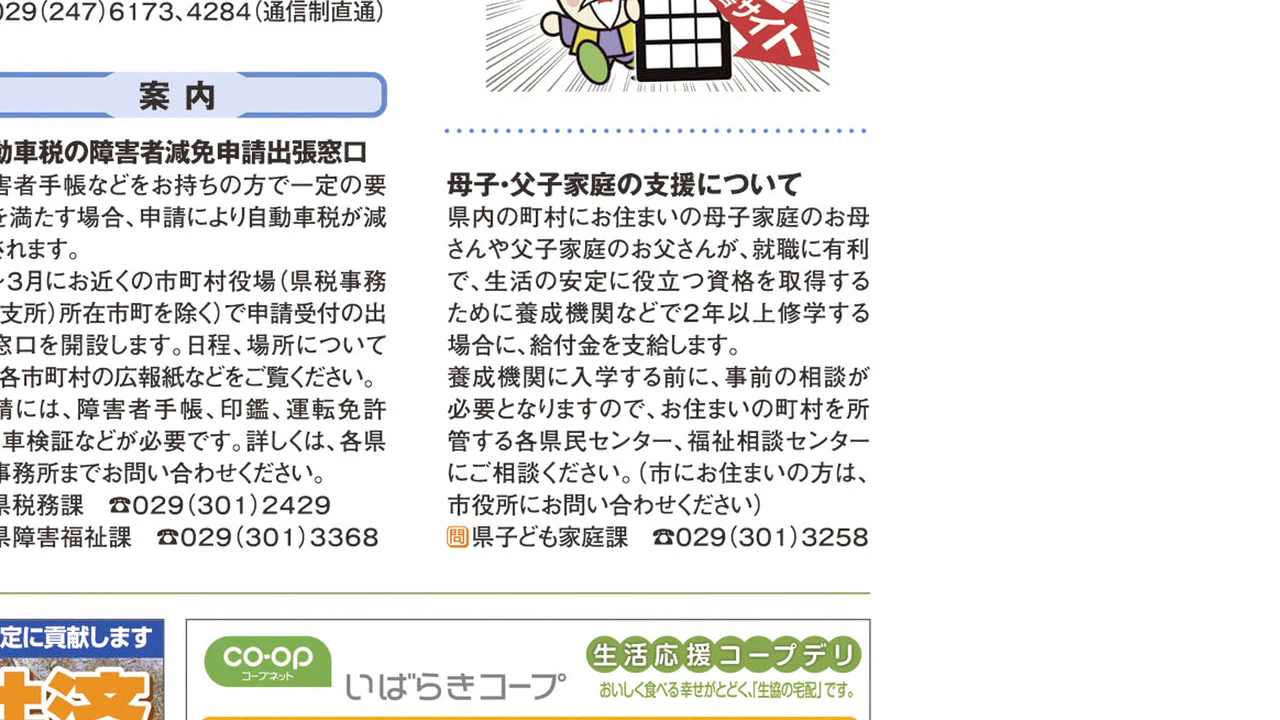 029(247)6173、4284(通信制直通)
案内
動車税の障害者減免申請出張窓口
害者手帳などをお持ちの方で一定の要
を満たす場合、申請により自動車税が減
されます。
~3月にお近くの市町村役場(県税事務
支所)所在市町を除く)で申請受付の出
窓口を開設します。日程、場所について
各市町村の広報紙などをご覧ください。
請には、障害者手帳、印鑑、運転免許
車検証などが必要です。詳しくは、各県
事務所までお問い合わせください。
県税務課 ☎029(301)2429
県障害福祉課 ☎029(301)3368
サイト
母子・父子家庭の支援について
県内の町村にお住まいの母子家庭のお母
さんや父子家庭のお父さんが、就職に有利
で、生活の安定に役立つ資格を取得する
ために養成機関などで2年以上修学する
場合に、給付金を支給します。
養成機関に入学する前に、事前の相談が
必要となりますので、お住まいの町村を所
管する各県民センター、福祉相談センター
にご相談ください。(市にお住まいの方は、
市役所にお問い合わせください)
問県子ども家庭課 ☎029(301)3258
定に貢献します
共済
co-op
コープネット
いばらきコープ
生活応援コープデリ
おいしく食べる幸せがとどく、「生協の宅配」です。